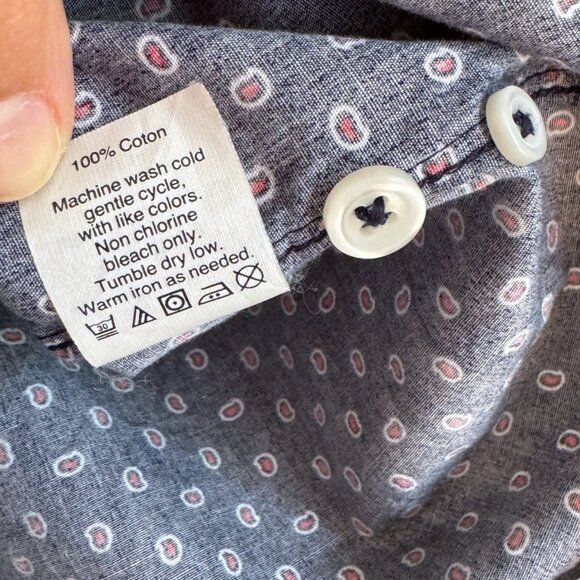 100% Coton
Machine wash cold
gentle cycle,
with like colors.
Non chlorine
bleach only.
Tumble dry low.
Warm iron as needed.
30